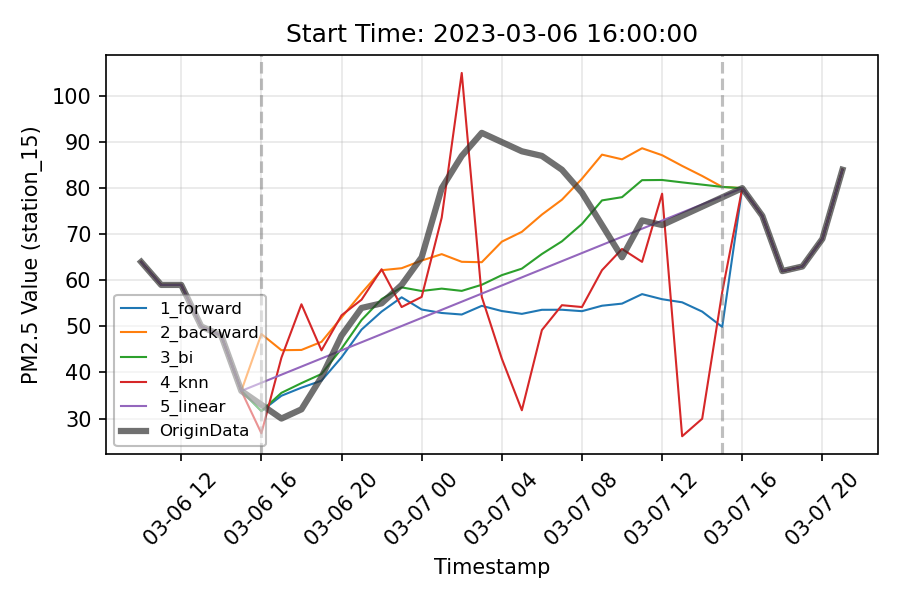 Start Time: 2023-03-06 16:00:00
PM2.5 Value (station_15)
100
90
80
70
60
50
40
30
1_forward
2_backward
3_bi
4_knn
5_linear
OriginData
03-06 12
03-06 16
03-06 20
03-07 00
03-07 04
03-07 08
03-07 12
03-07 16
03-07 20
Timestamp